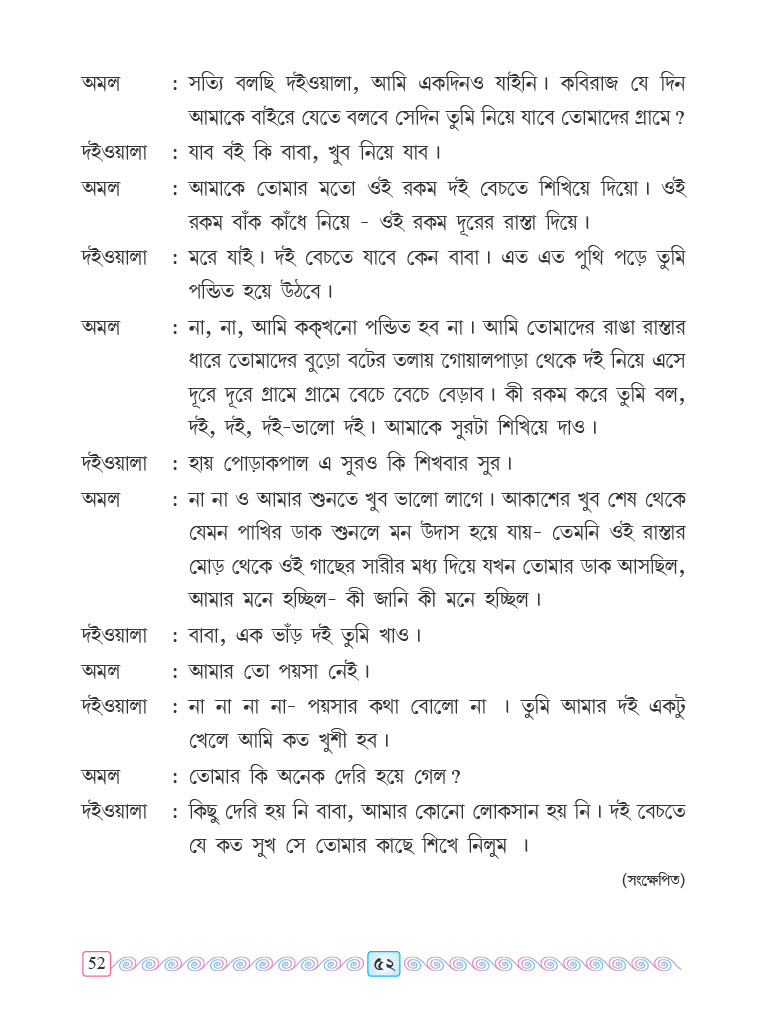 অমল : সত্যি বলছি দইওয়ালা, আমি একদিনও যাইনি। কবিরাজ যে দিন
আমাকে বাইরে যেতে বলবে সেদিন তুমি নিয়ে যাবে তোমাদের গ্রামে ?
দইওয়ালা : যাব বই কি বাবা, খুব নিয়ে যাব।
অমল : আমাকে তোমার মতো ওই রকম দই বেচতে শিখিয়ে দিয়ো। ওই
রকম বাঁক কাঁধে নিয়ে - ওই রকম দূরের রাস্তা দিয়ে।
দইওয়ালা : মরে যাই। দই বেচতে যাবে কেন বাবা। এত এত পুথি পড়ে তুমি
পন্ডিত হয়ে উঠবে।
অমল : না, না, আমি কক্‌খনো পন্ডিত হব না। আমি তোমাদের রাঙা রাস্তার
ধারে তোমাদের বুড়ো বটের তলায় গোয়ালপাড়া থেকে দই নিয়ে এসে
দূরে দূরে গ্রামে গ্রামে বেচে বেচে বেড়াব। কী রকম করে তুমি বল,
দই, দই, দই-ভালো দই। আমাকে সুরটা শিখিয়ে দাও।
দইওয়ালা : হায় পোড়াকপাল এ সুরও কি শিখবার সুর।
অমল : না না ও আমার শুনতে খুব ভালো লাগে। আকাশের খুব শেষ থেকে
যেমন পাখির ডাক শুনলে মন উদাস হয়ে যায়- তেমনি ওই রাস্তার
মোড় থেকে ওই গাছের সারীর মধ্য দিয়ে যখন তোমার ডাক আসছিল,
আমার মনে হচ্ছিল- কী জানি কী মনে হচ্ছিল।
দইওয়ালা : বাবা, এক ভাঁড় দই তুমি খাও।
অমল : আমার তো পয়সা নেই।
দইওয়ালা : না না না না- পয়সার কথা বোলো না । তুমি আমার দই একটু
খেলে আমি কত খুশী হব।
অমল : তোমার কি অনেক দেরি হয়ে গেল ?
দইওয়ালা : কিছু দেরি হয় নি বাবা, আমার কোনো লোকসান হয় নি। দই বেচতে
যে কত সুখ সে তোমার কাছে শিখে নিলুম ।
(সংক্ষেপিত)
52 ৫২